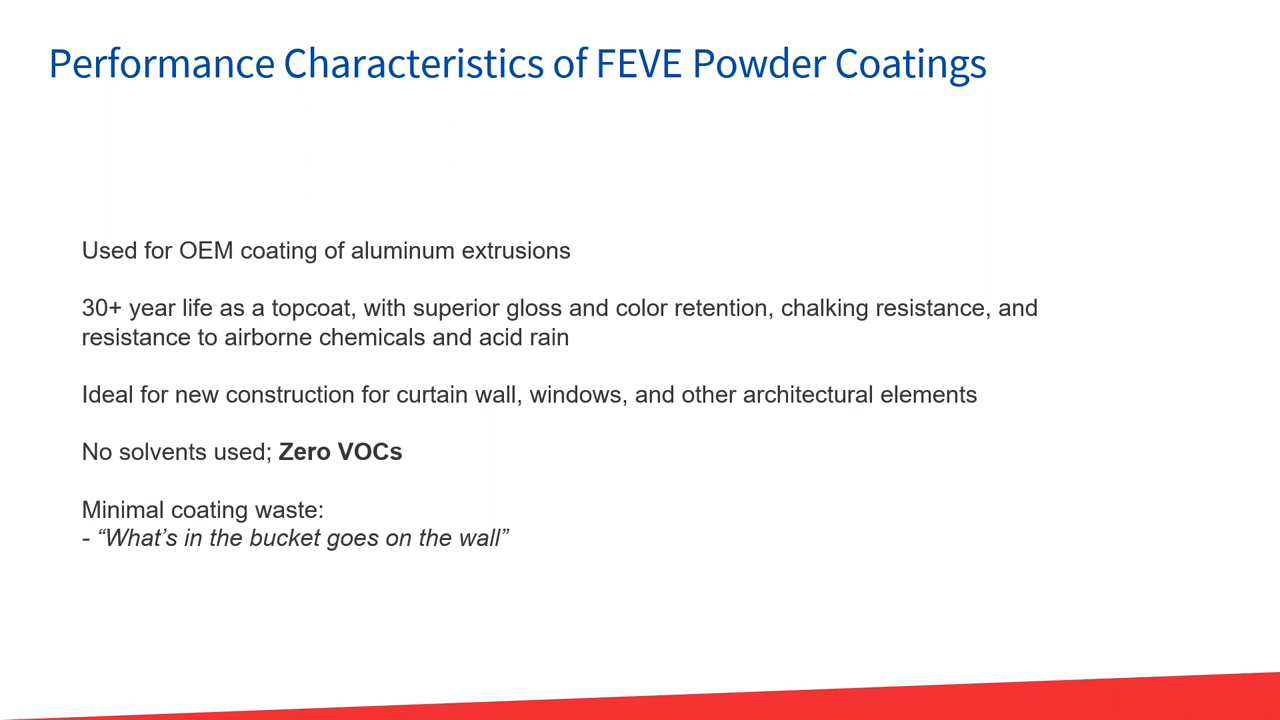 Performance Characteristics of FEVE Powder Coatings
Used for OEM coating of aluminum extrusions
30+ year life as a topcoat, with superior gloss and color retention, chalking resistance, and
resistance to airborne chemicals and acid rain
Ideal for new construction for curtain wall, windows, and other architectural elements
No solvents used; Zero VOCs
Minimal coating waste:
- “What’s in the bucket goes on the wall”